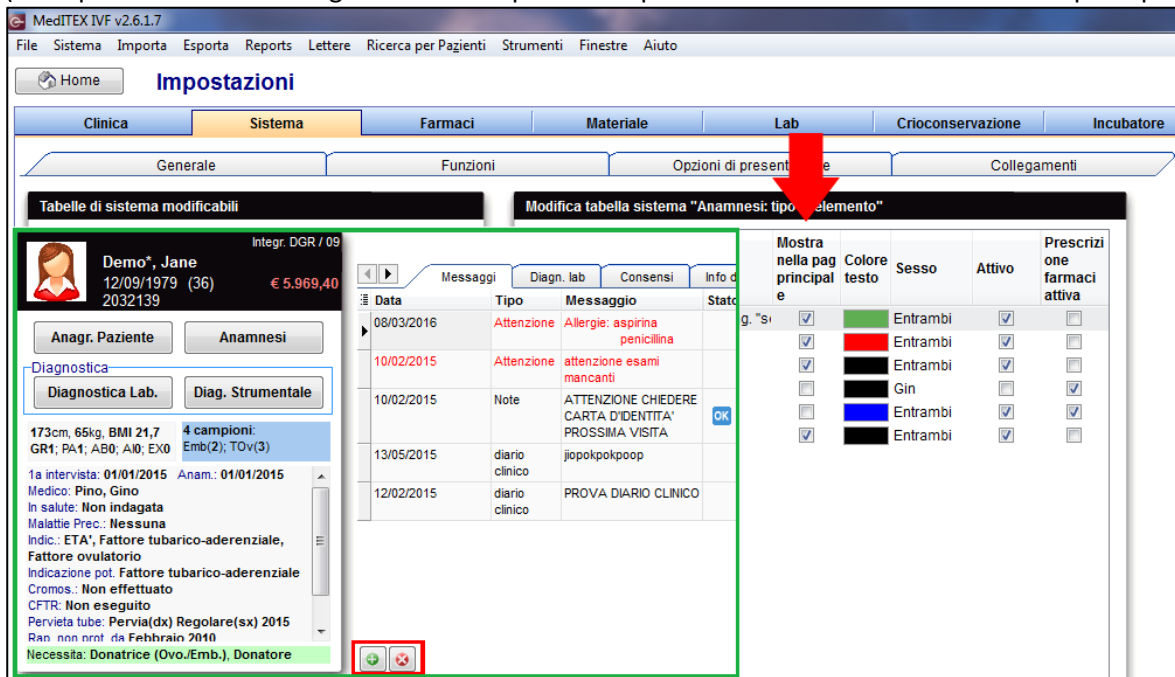 MedITEX IVF v2.6.1.7
File Sistema Importa Esporta Reports Lettere Ricerca per Pazienti Strumenti Finestre Aiuto
Home Impostazioni
Clinica Sistema Farmaci Materiale Lab Crioconservazione Incubatore
Generale Funzioni Opzioni di Collegamenti
Tabelle di sistema modificabili
Modifica tabella sistema "Anamnesi:
Integr. DGR / 09
Demo*, Jane
12/09/1979 (36) € 5.969,40
2032139
Anagr. Paziente Anamnesi
Diagnostica
Diagnostica Lab. Diag. Strumentale
173cm, 65kg, BMI 21,7
GR1; PA1; AB0; AI0; EX0
4 campioni:
Emb(2); TOv(3)
1a intervista: 01/01/2015 Anam.: 01/01/2015
Medico: Pino, Gino
In salute: Non indagata
Malattie Prec.: Nessuna
Indic.: ETA', Fattore tubarico-aderenziale,
Fattore ovulatorio
Indicazione pot. Fattore tubarico-aderenziale
Cromos.: Non effettuato
CFTR: Non eseguito
Pervieta tube: Pervia(dx) Regolare(sx) 2015
Rap. non prot. da Febbraio 2010
Necessita: Donatrice (Ovo./Emb.), Donatore
Messaggi Diagn. lab Consensi Info d
Data Tipo Messaggio Stato
08/03/2016 Attenzione Allergie: aspirina
penicillina
10/02/2015 Attenzione attenzione esami
mancanti
10/02/2015 Note ATTENZIONE CHIEDERE
CARTA D'IDENTITA'
PROSSIMA VISITA
OK
13/05/2015 diario
clinico
jiopokpokpoop
12/02/2015 diario
clinico
PROVA DIARIO CLINICO
Mostra
nella pag
principal
e
Colore
testo
Sesso
Attivo
Prescrizi
one
farmaci
attiva
Entrambi
Entrambi
Entrambi
Gin
Entrambi
Entrambi